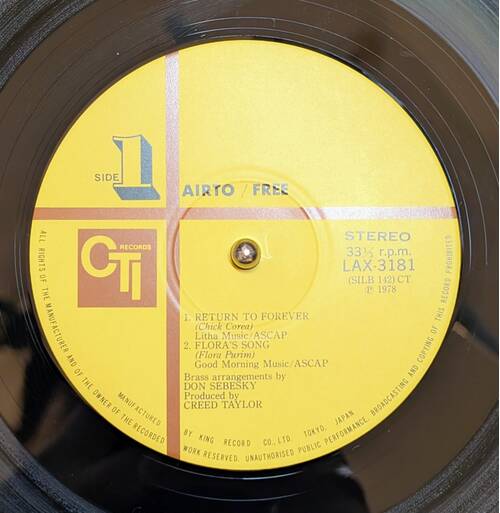 SIDE 1
AIRTO / FREE
CTI RECORDS
STEREO
33⅓ r.p.m.
LAX-3181
(SILB 142) CT
Ⓟ 1978
1. RETURN TO FOREVER
(Chick Corea)
Litha Music/ASCAP
2. FLORA'S SONG
(Flora Purim)
Good Morning Music/ASCAP
Brass arrangements by
DON SEBESKY
Produced by
CREED TAYLOR
MANUFACTURED BY KING RECORD CO., LTD. TOKYO, JAPAN
ALL RIGHTS OF THE MANUFACTURER AND OF THE OWNER OF THE RECORDED WORK RESERVED. UNAUTHORISED PUBLIC PERFORMANCE, BROADCASTING AND COPYING OF THIS RECORD PROHIBITED